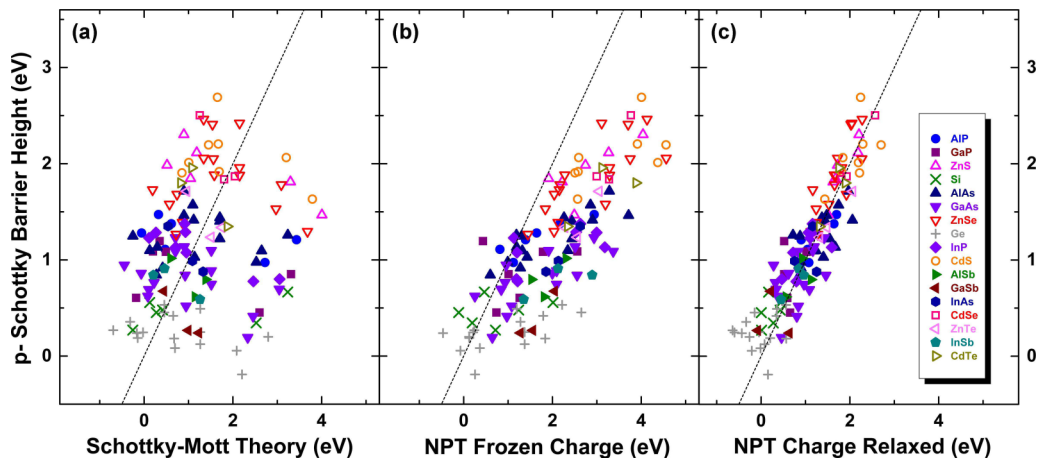 (a)
(b)
(c)
p- Schottky Barrier Height (eV)
3
2
1
0
3
2
1
0
AlP
GaP
ZnS
Si
AlAs
GaAs
ZnSe
Ge
InP
CdS
AlSb
GaSb
InAs
CdSe
ZnTe
InSb
CdTe
0 2 4
0 2 4
0 2 4
Schottky-Mott Theory (eV)
NPT Frozen Charge (eV)
NPT Charge Relaxed (eV)